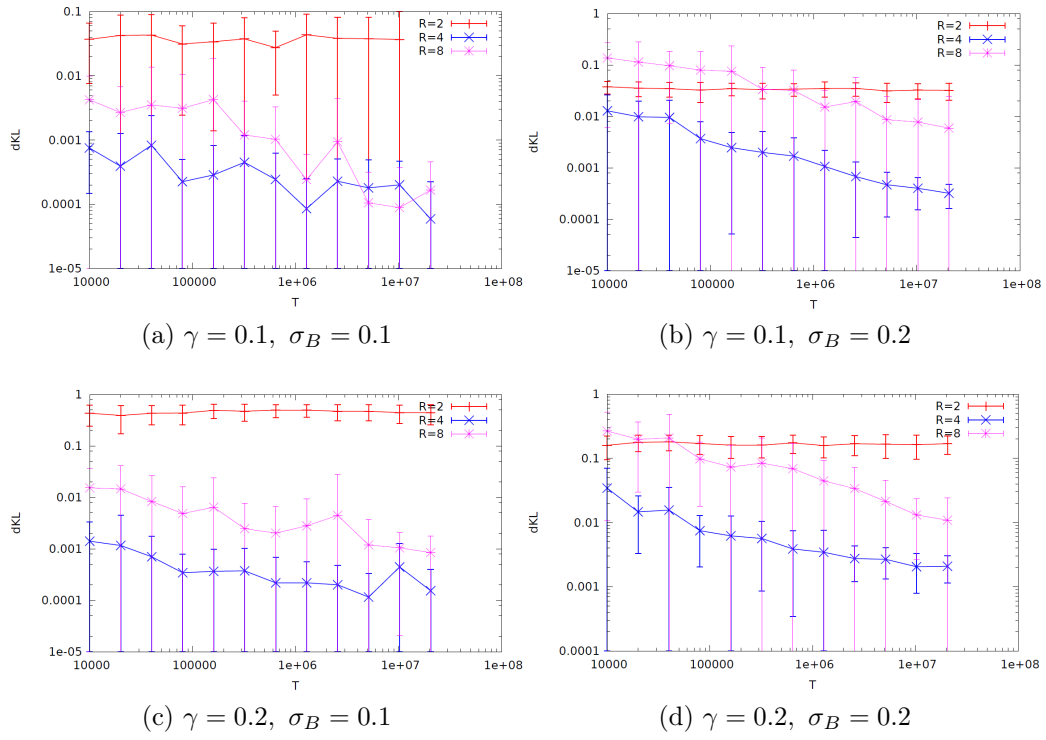 0.1
0.01
0.001
0.0001
1e-05
dKL
R=2
R=4
R=8
10000 100000 1e+06 1e+07 1e+08
T
(a) γ = 0.1, σ_B = 0.1
1
0.1
0.01
0.001
0.0001
1e-05
dKL
R=2
R=4
R=8
10000 100000 1e+06 1e+07 1e+08
T
(b) γ = 0.1, σ_B = 0.2
1
0.1
0.01
0.001
0.0001
1e-05
dKL
R=2
R=4
R=8
10000 100000 1e+06 1e+07 1e+08
T
(c) γ = 0.2, σ_B = 0.1
1
0.1
0.01
0.001
0.0001
dKL
R=2
R=4
R=8
10000 100000 1e+06 1e+07 1e+08
T
(d) γ = 0.2, σ_B = 0.2